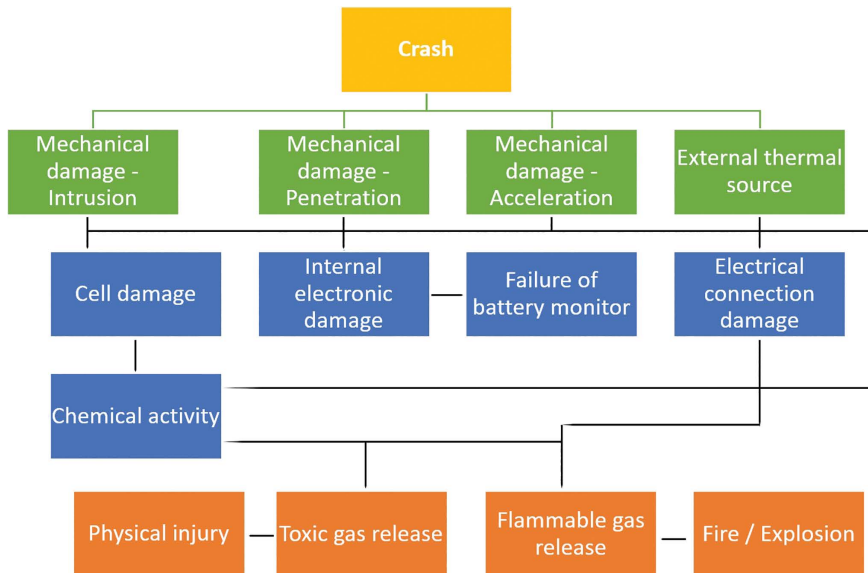 Crash
Mechanical
damage -
Intrusion
Mechanical
damage -
Penetration
Mechanical
damage -
Acceleration
External thermal
source
Cell damage
Internal
electronic
damage
Failure of
battery monitor
Electrical
connection
damage
Chemical activity
Physical injury
Toxic gas release
Flammable gas
release
Fire / Explosion